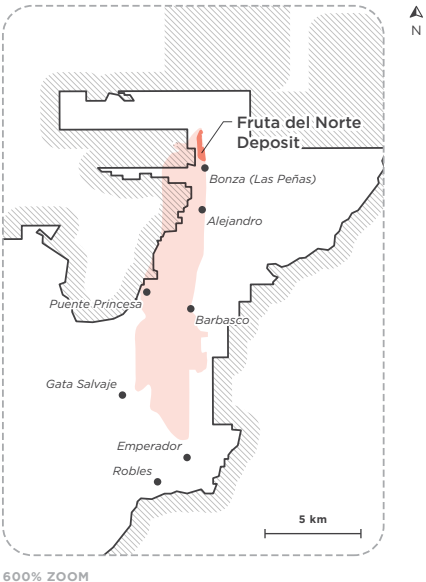 N
Fruta del Norte
Deposit
Bonza (Las Peñas)
Alejandro
Puente Princesa
Barbasco
Gata Salvaje
Emperador
Robles
5 km
600% ZOOM